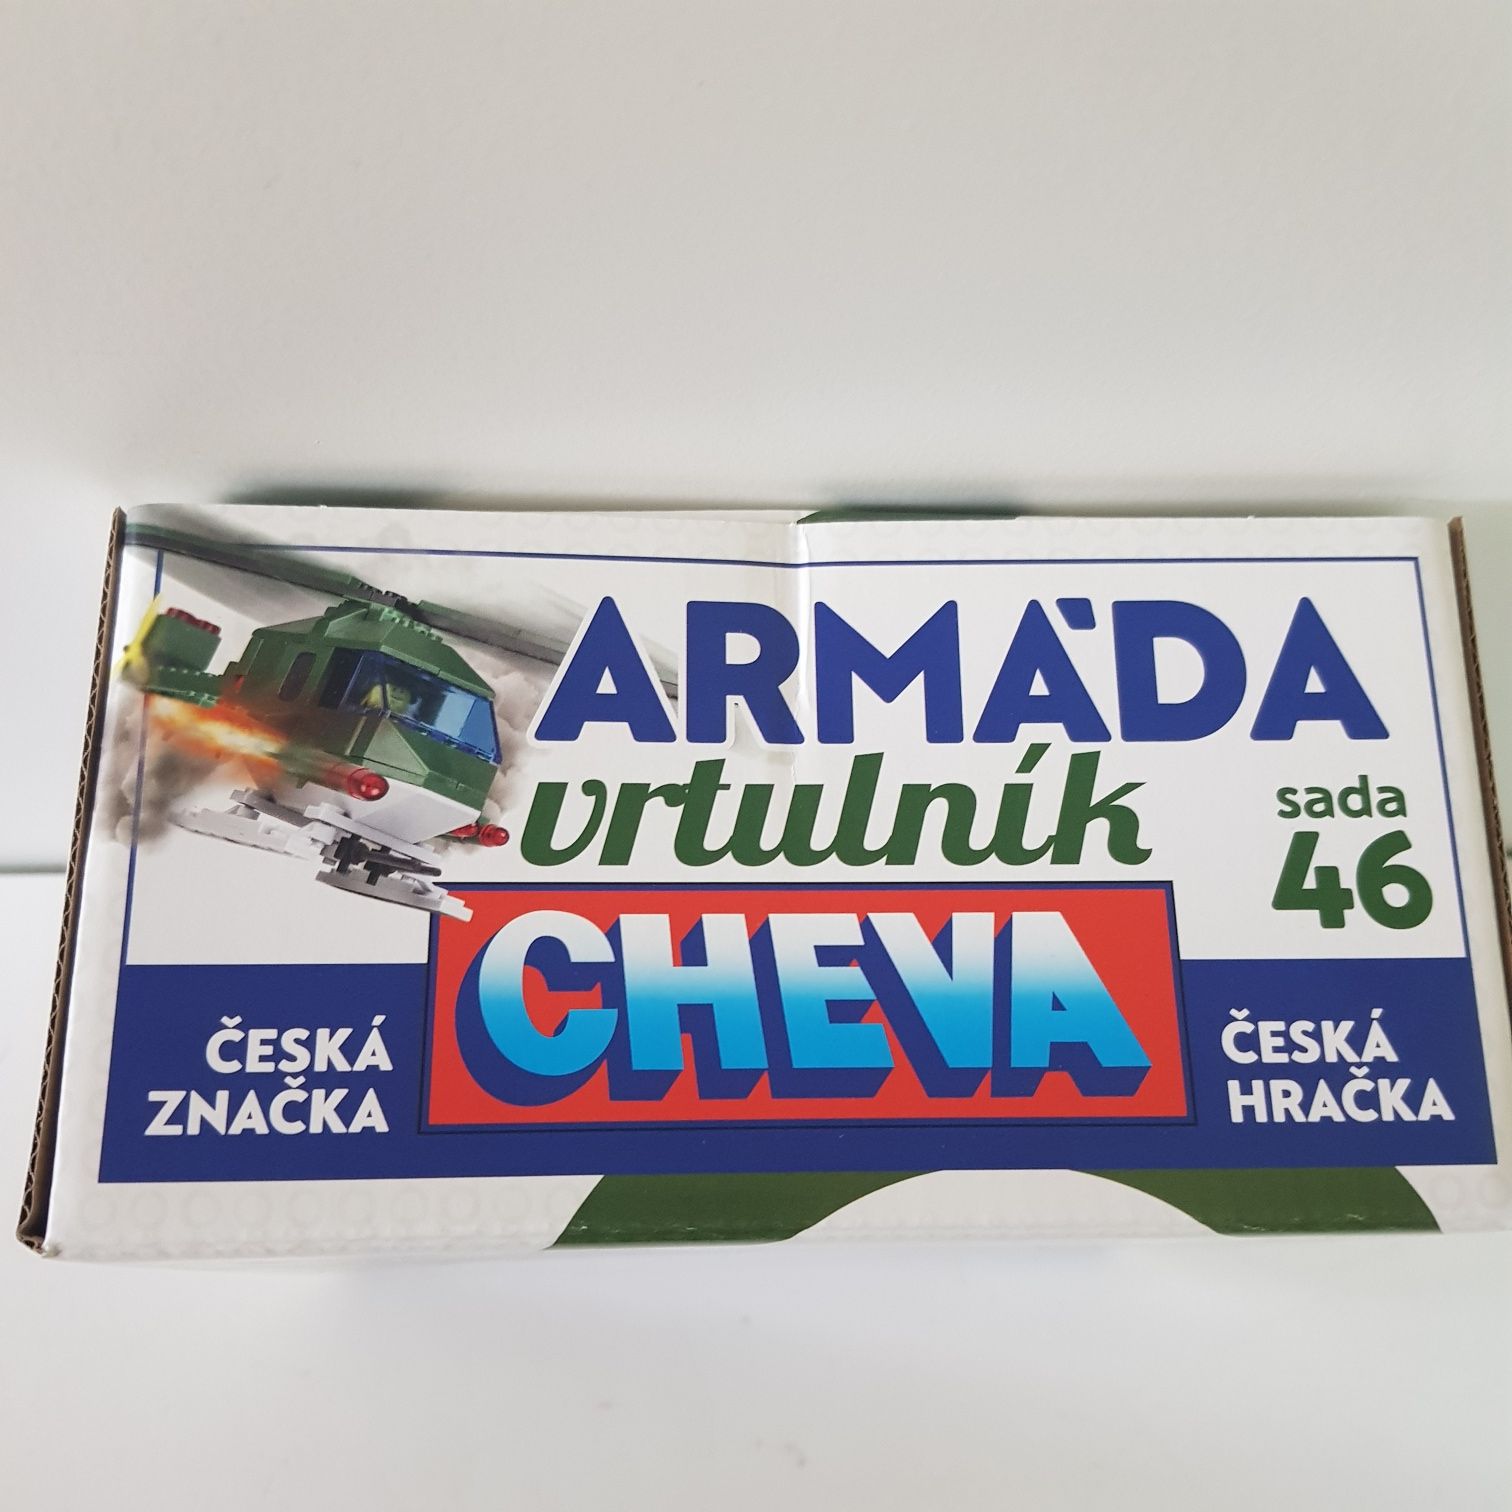 ARMÁDA
vrtulník
sada
46
CHEVA
ČESKÁ
ZNAČKA
ČESKÁ
HRAČKA